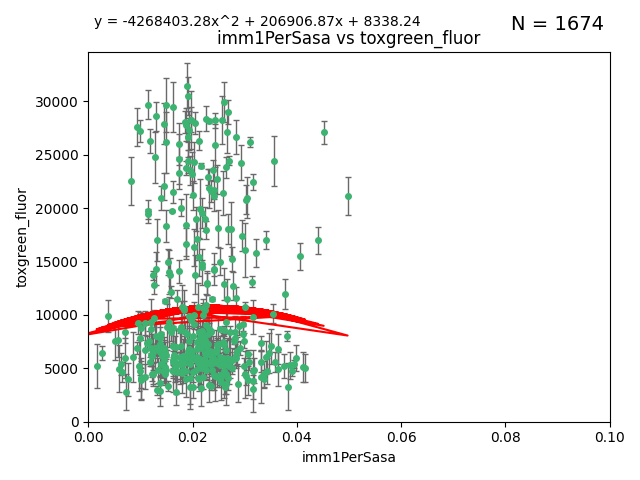 y = -4268403.28x^2 + 206906.87x + 8338.24
N = 1674
imm1PerSasa vs toxgreen_fluor
30000
25000
20000
15000
10000
5000
0
toxgreen_fluor
0.00 0.02 0.04 0.06 0.08 0.10
imm1PerSasa